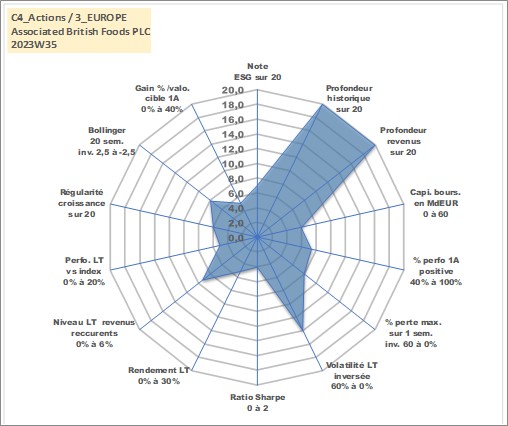 C4_Actions / 3_EUROPE
Associated British Foods PLC
2023W35
Note
ESG sur 20
Profondeur
historique
sur 20
Profondeur
revenus
sur 20
Capi. bours.
en MdEUR
0 à 60
% perfo 1A
positive
40% à 100%
% perte max.
sur 1 sem.
inv. 60 à 0%
Volatilité LT
inversée
60% à 0%
Ratio Sharpe
0 à 2
Rendement LT
0% à 30%
Niveau LT revenus
reccurents
0% à 6%
Perfo. LT
vs index
0% à 20%
Régularité
croissance
sur 20
Bollinger
20 sem.
inv. 2,5 à -2,5
Gain % /valo.
cible 1A
0% à 40%
20,0
18,0
16,0
14,0
12,0
10,0
8,0
6,0
4,0
2,0
0,0